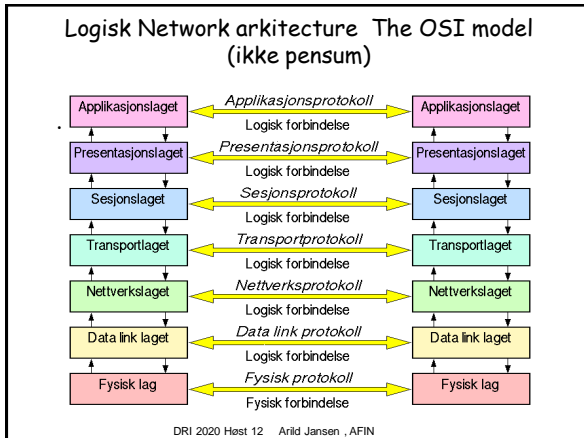 Logisk Network arkitecture The OSI model
(ikke pensum)
Applikasjonslaget
Applikasjonsprotokoll
Applikasjonslaget
.
Logisk forbindelse
Presentasjonslaget
Presentasjonsprotokoll
Presentasjonslaget
Logisk forbindelse
Sesjonslaget
Sesjonsprotokoll
Sesjonslaget
Logisk forbindelse
Transportlaget
Transportprotokoll
Transportlaget
Logisk forbindelse
Nettverkslaget
Nettverksprotokoll
Nettverkslaget
Logisk forbindelse
Data link laget
Data link protokoll
Data link laget
Logisk forbindelse
Fysisk lag
Fysisk protokoll
Fysisk lag
Fysisk forbindelse
DRI 2020 Høst 12 Arild Jansen , AFIN